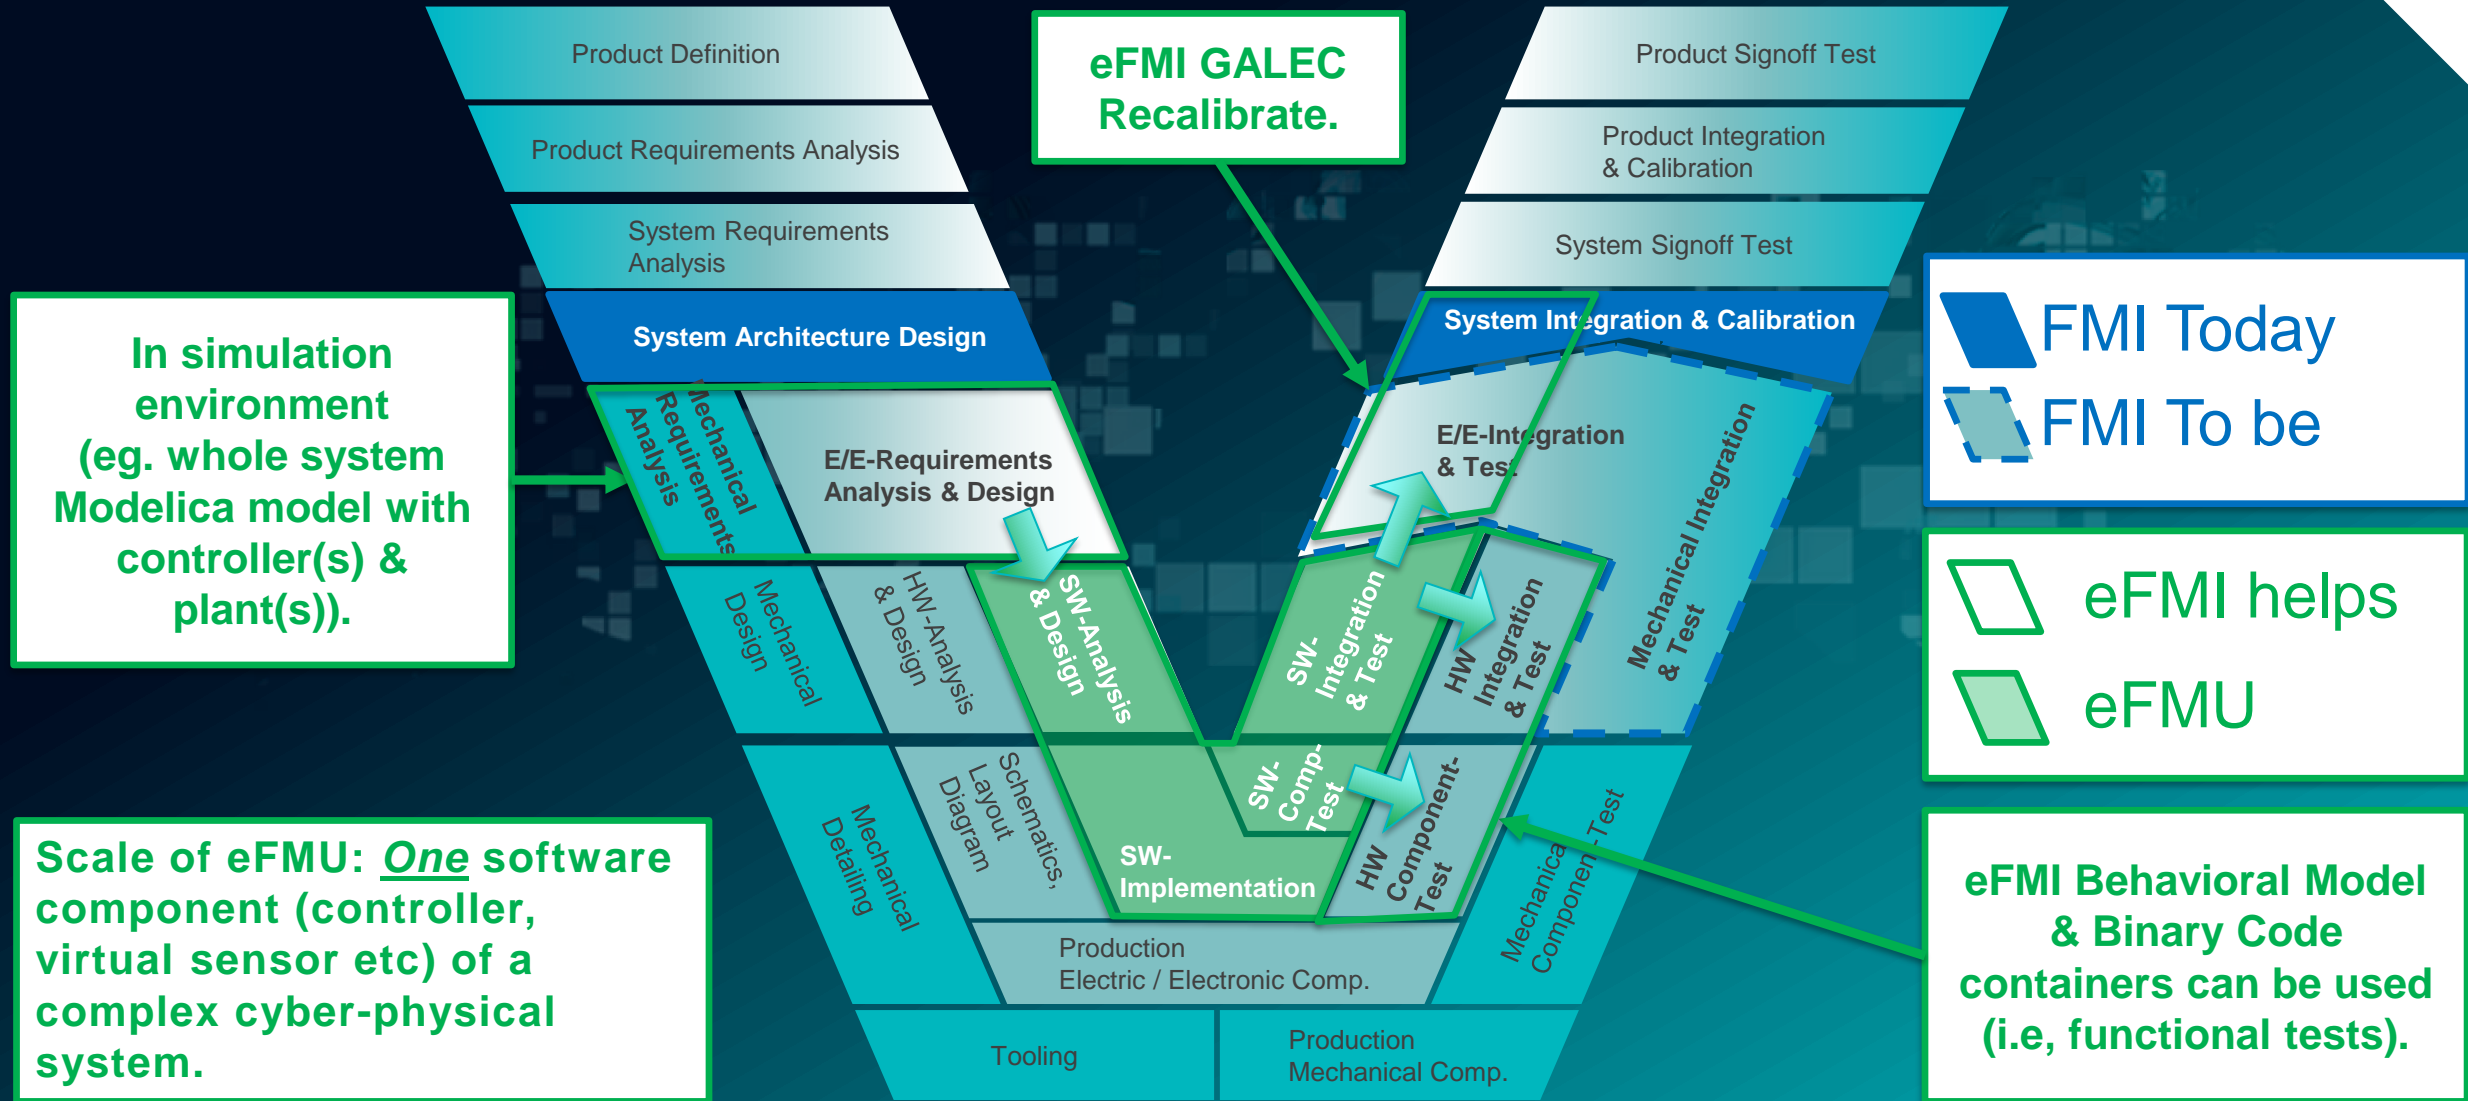 Product Definition
Product Requirements Analysis
System Requirements
Analysis
System Architecture Design
Mechanical
Requirements
Analysis
E/E-Requirements
Analysis & Design
Mechanical
Design
HW-Analysis
& Design
SW-Analysis
& Design
Mechanical
Detailing
Schematics,
Layout
Diagram
SW-
Implementation
Production
Electric / Electronic Comp.
Tooling
Production
Mechanical Comp.
SW-
Comp-
Test
HW
Component-
Test
Mechanical
Component-Test
SW-
Integration
& Test
HW
Integration
& Test
Mechanical Integration
& Test
E/E-Integration
& Test
System Integration & Calibration
System Signoff Test
Product Integration
& Calibration
Product Signoff Test
eFMI GALEC
Recalibrate.
In simulation
environment
(eg. whole system
Modelica model with
controller(s) &
plant(s)).
Scale of eFMU: One software
component (controller,
virtual sensor etc) of a
complex cyber-physical
system.
FMI Today
FMI To be
eFMI helps
eFMU
eFMI Behavioral Model
& Binary Code
containers can be used
(i.e, functional tests).